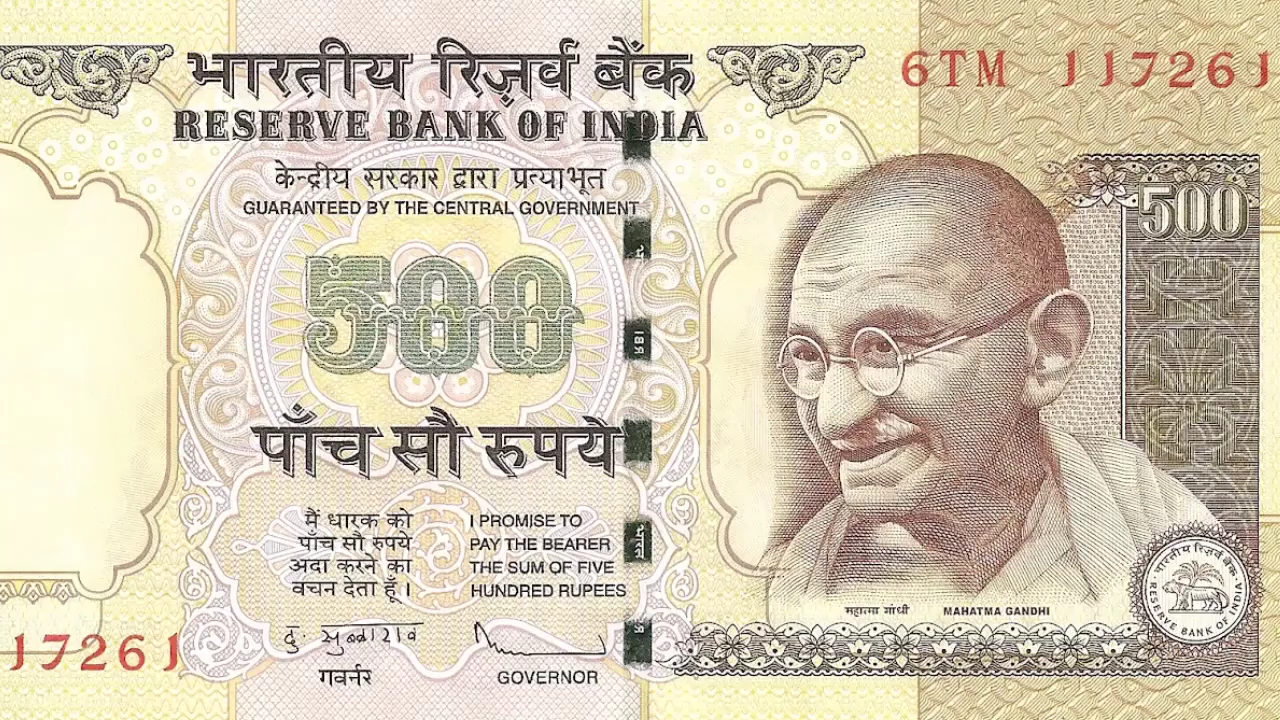 भारतीय रिज़र्व बैंक
RESERVE BANK OF INDIA
केन्द्रीय सरकार द्वारा प्रत्याभूत
GUARANTEED BY THE CENTRAL GOVERNMENT
500
पाँच सौ रुपये
मैं धारक को
पाँच सौ रुपये
अदा करने का
वचन देता हूँ।
I PROMISE TO
PAY THE BEARER
THE SUM OF FIVE
HUNDRED RUPEES
द. सुब्बाराव
गवर्नर
GOVERNOR
6TM
500
भारत
महात्मा गांधी
MAHATMA GANDHI
भारतीय रिज़र्व बैंक
RESERVE BANK OF INDIA